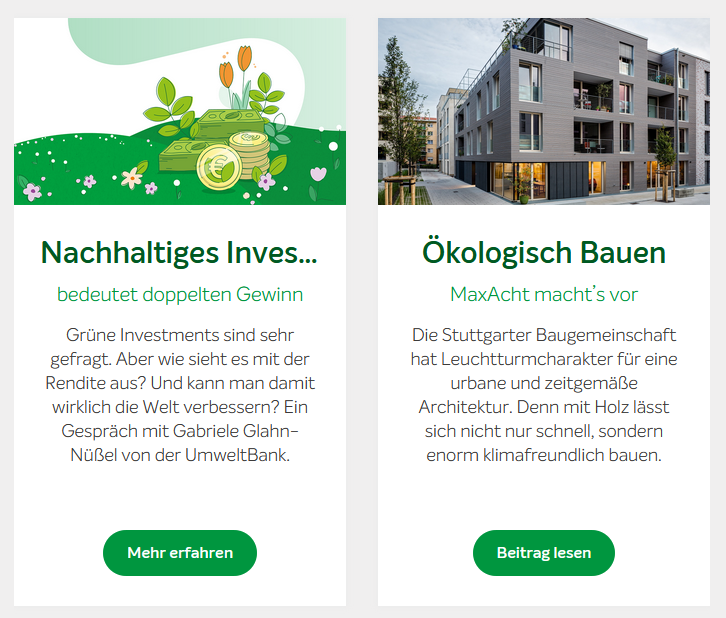 Nachhaltiges Inves...
bedeutet doppelten Gewinn
Grüne Investments sind sehr
gefragt. Aber wie sieht es mit der
Rendite aus? Und kann man damit
wirklich die Welt verbessern? Ein
Gespräch mit Gabriele Glahn-
Nüßel von der UmweltBank.
Mehr erfahren
Ökologisch Bauen
MaxAcht macht's vor
Die Stuttgarter Baugemeinschaft
hat Leuchtturmcharakter für eine
urbane und zeitgemäße
Architektur. Denn mit Holz lässt
sich nicht nur schnell, sondern
enorm klimafreundlich bauen.
Beitrag lesen